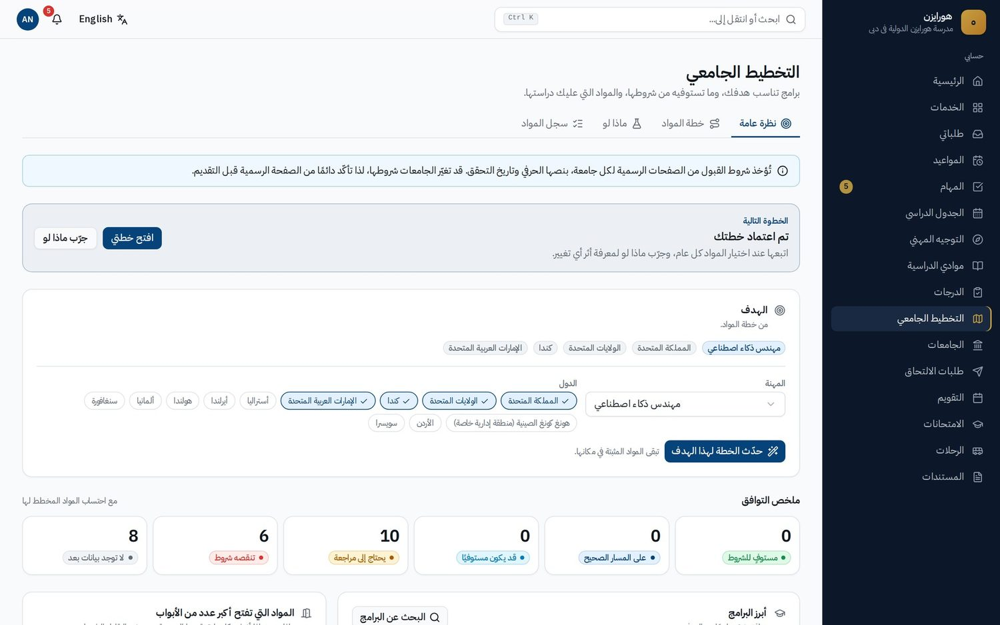 هورايزن
مدرسة هورايزن الدولية في دبي
حسابي
الرئيسية
الخدمات
طلباتي
المواعيد
المهام
5
الجدول الدراسي
التوجيه المهني
موادي الدراسية
الدرجات
التخطيط الجامعي
الجامعات
طلبات الالتحاق
التقويم
الامتحانات
الرحلات
المستندات
ابحث أو انتقل إلى...
Ctrl K
English
5
AN
التخطيط الجامعي
برامج تناسب هدفك، وما تستوفيه من شروطها، والمواد التي عليك دراستها.
نظرة عامة
خطة المواد
ماذا لو
سجل المواد
تُؤخذ شروط القبول من الصفحات الرسمية لكل جامعة، بنصها الحرفي وتاريخ التحقق. قد تغيّر الجامعات شروطها، لذا تأكّد دائمًا من الصفحة الرسمية قبل التقديم.
الخطوة التالية
تم اعتماد خطتك
اتبعها عند اختيار المواد كل عام، وجرّب ماذا لو لمعرفة أثر أي تغيير.
افتح خطتي
جرّب ماذا لو
الهدف
من خطة المواد.
مهندس ذكاء اصطناعي
المملكة المتحدة
الولايات المتحدة
كندا
الإمارات العربية المتحدة
المهنة
مهندس ذكاء اصطناعي
الدول
المملكة المتحدة
الولايات المتحدة
كندا
الإمارات العربية المتحدة
أستراليا
أيرلندا
هولندا
ألمانيا
سنغافورة
هونغ كونغ الصينية (منطقة إدارية خاصة)
الأردن
سويسرا
حدّث الخطة لهذا الهدف
تبقى المواد المثبتة في مكانها.
ملخص التوافق
مع احتساب المواد المخطط لها
0
مستوفٍ للشروط
0
على المسار الصحيح
0
قد يكون مستوفيًا
10
يحتاج إلى مراجعة
6
تنقصه شروط
8
لا توجد بيانات بعد
أبرز البرامج
البحث عن البرامج
المواد التي تفتح أكبر عدد من الأبواب